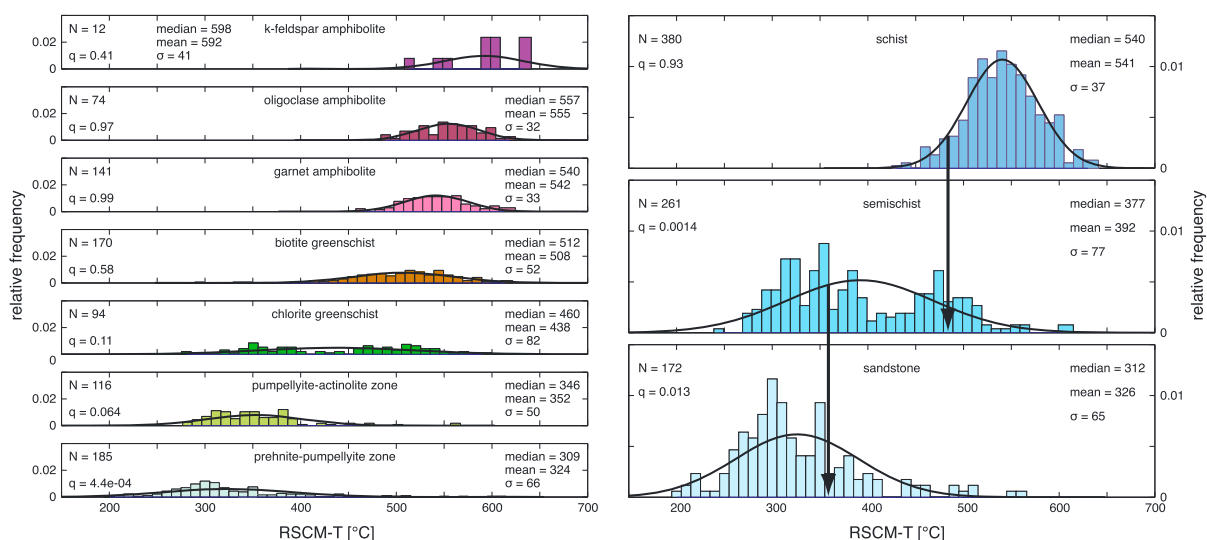 N = 12
median = 598
k-feldspar amphibolite
mean = 592
q = 0.41
σ = 41
0.02
0
N = 74
oligoclase amphibolite
median = 557
mean = 555
q = 0.97
σ = 32
0.02
0
N = 141
garnet amphibolite
median = 540
mean = 542
q = 0.99
σ = 33
0.02
0
N = 170
biotite greenschist
median = 512
mean = 508
q = 0.58
σ = 52
0.02
0
N = 94
chlorite greenschist
median = 460
mean = 438
q = 0.11
σ = 82
0.02
0
N = 116
pumpellyite-actinolite zone
median = 346
mean = 352
q = 0.064
σ = 50
0.02
0
N = 185
prehnite-pumpellyite zone
median = 309
mean = 324
q = 4.4e-04
σ = 66
0.02
0
200 300 400 500 600 700
RSCM-T [°C]
relative frequency
200 300 400 500 600 700
N = 380
schist
median = 540
q = 0.93
mean = 541
σ = 37
0.01
0
N = 261
semischist
median = 377
q = 0.0014
mean = 392
σ = 77
0.01
0
N = 172
sandstone
median = 312
q = 0.013
mean = 326
σ = 65
0.01
0
200 300 400 500 600 700
RSCM-T [°C]
relative frequency